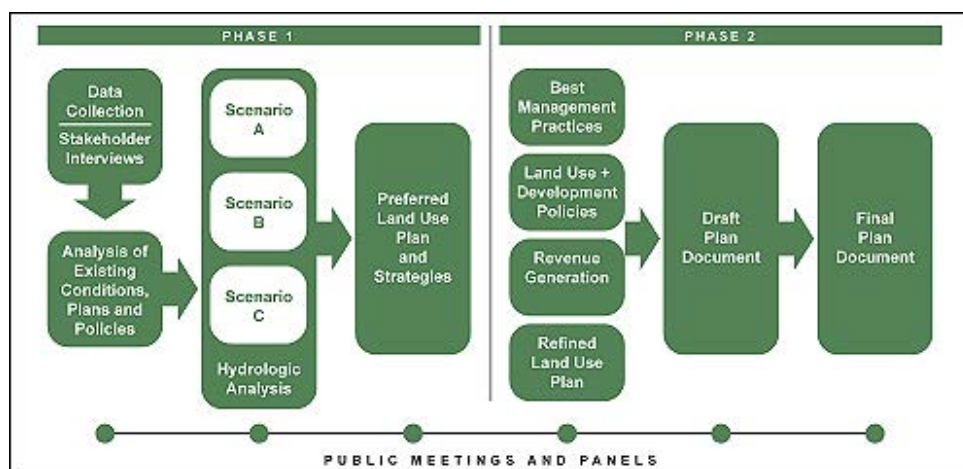 PHASE 1
Data
Collection
Stakeholder
Interviews
Analysis of
Existing
Conditions,
Plans and
Policies
Scenario
A
Scenario
B
Scenario
C
Hydrologic
Analysis
Preferred
Land Use
Plan
and
Strategies
PHASE 2
Best
Management
Practices
Land Use +
Development
Policies
Revenue
Generation
Refined
Land Use
Plan
Draft
Plan
Document
Final
Plan
Document
PUBLIC MEETINGS AND PANELS